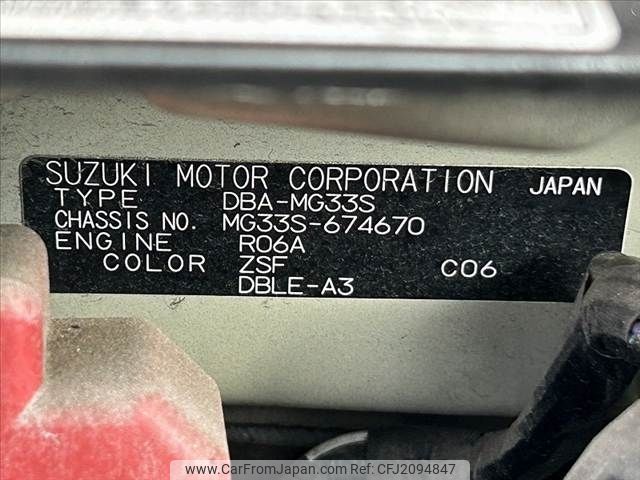 SUZUKI MOTOR CORPORATION JAPAN
TYPE DBA-MG33S
CHASSIS NO. MG33S-674670
ENGINE R06A
COLOR ZSF C06
DBLE-A3
www.CarFromJapan.com | Ref: CFJ2094847